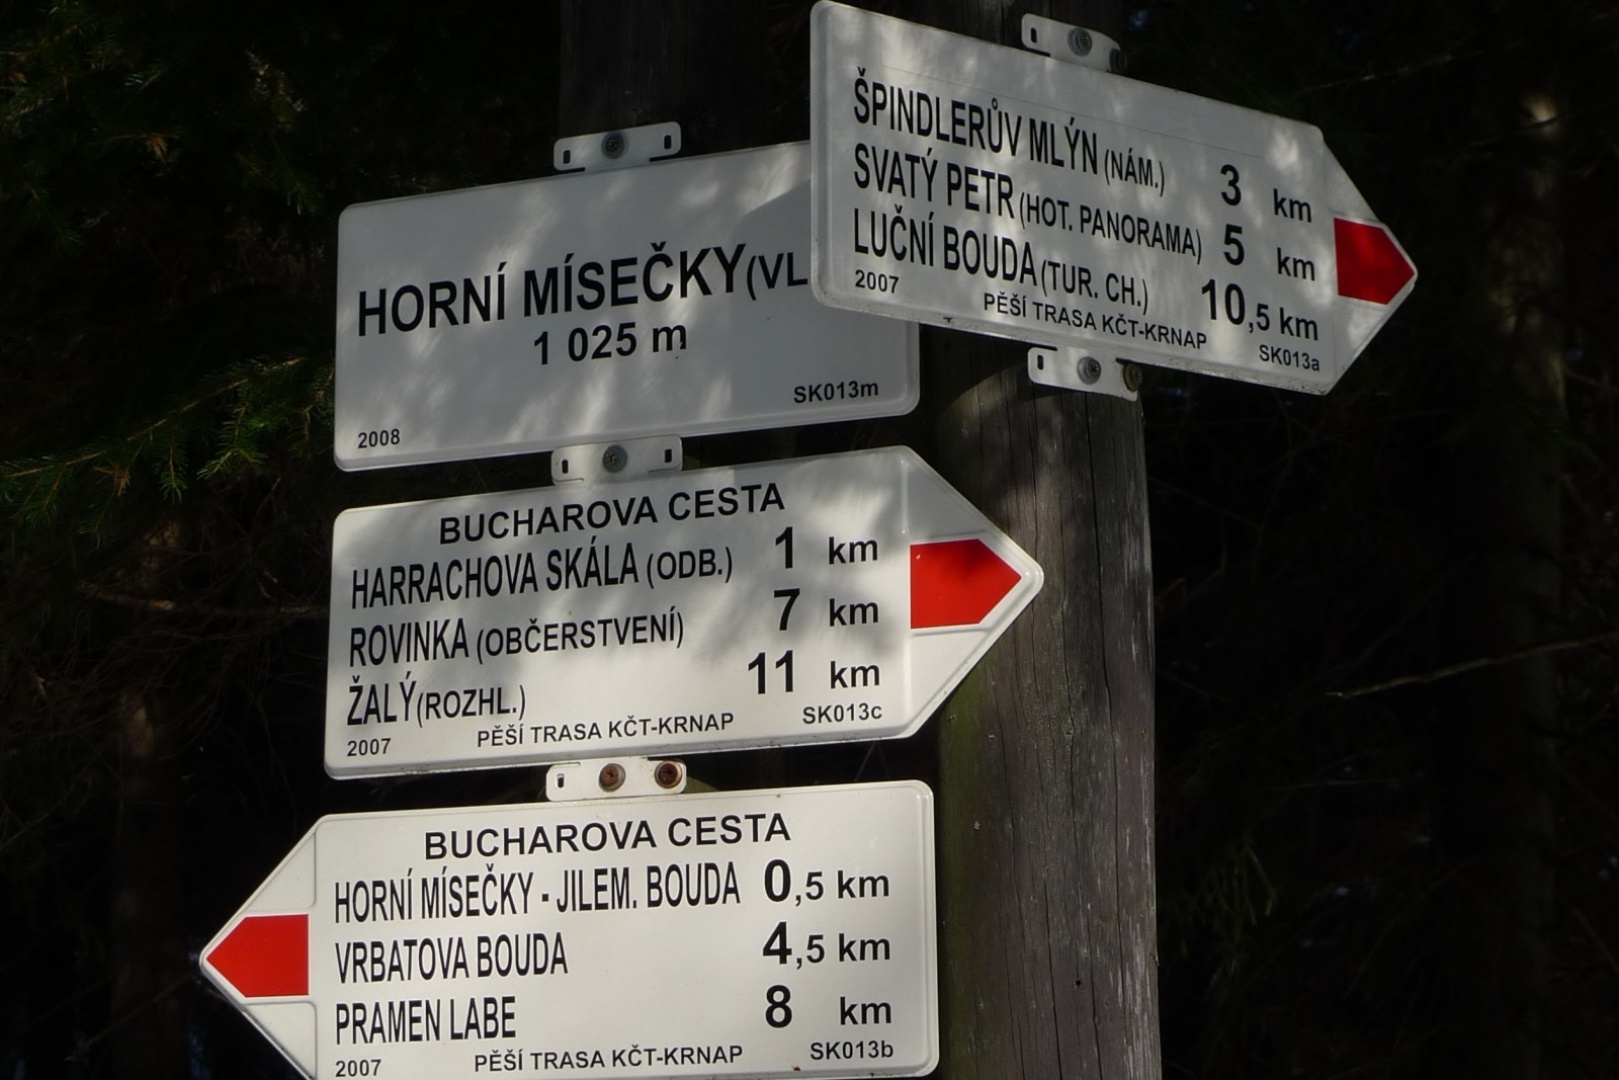 HORNÍ MÍSEČKY(VL
1 025 m
SK013m
2008
ŠPINDLERŮV MLÝN (NÁM.) 3 km
SVATÝ PETR (HOT. PANORAMA) 5 km
LUČNÍ BOUDA (TUR. CH.) 10,5 km
2007 PĚŠÍ TRASA KČT-KRNAP SK013a
BUCHAROVA CESTA
HARRACHOVA SKÁLA (ODB.) 1 km
ROVINKA (OBČERSTVENÍ) 7 km
ŽALÝ (ROZHL.) 11 km
2007 PĚŠÍ TRASA KČT-KRNAP SK013c
BUCHAROVA CESTA
HORNÍ MÍSEČKY - JILEM. BOUDA 0,5 km
VRBATOVA BOUDA 4,5 km
PRAMEN LABE 8 km
2007 PĚŠÍ TRASA KČT-KRNAP SK013b